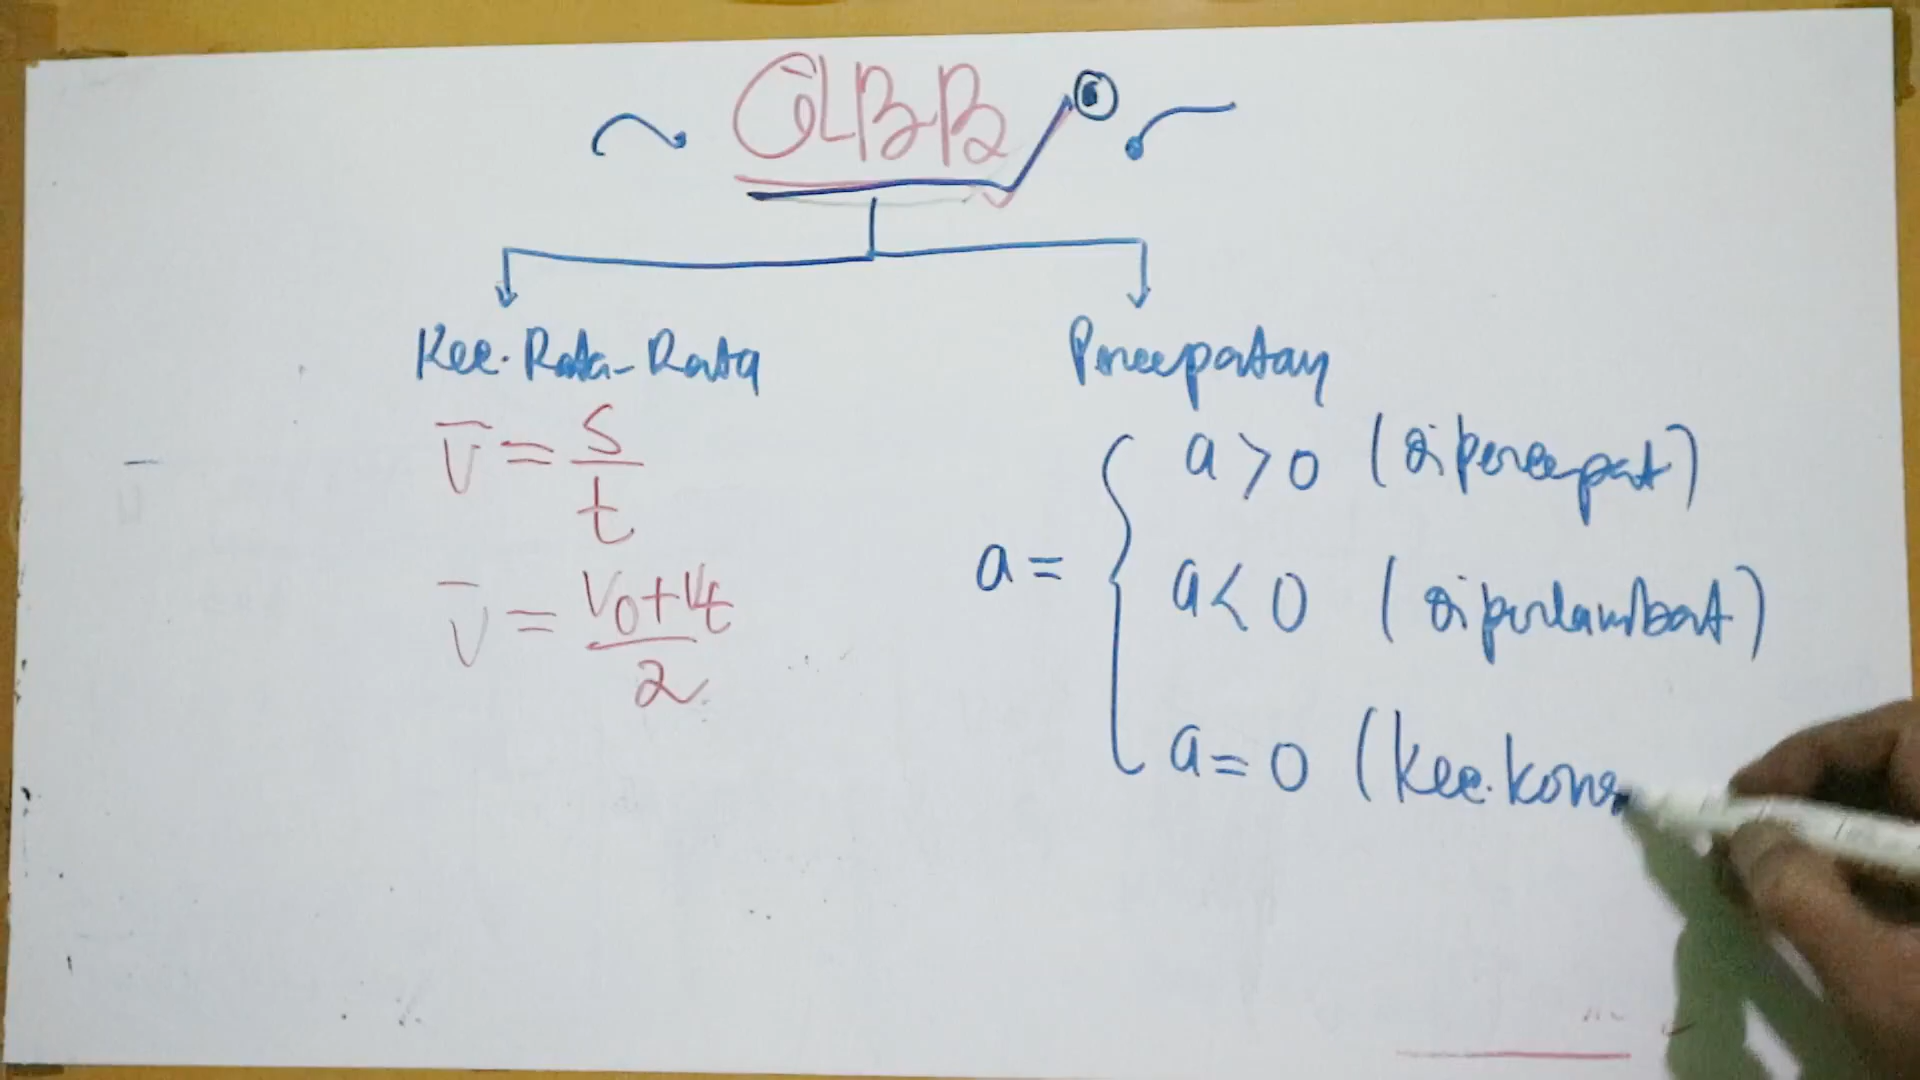 GLBB
Kec. Rata-Rata
v̅ = s/t
v̅ = v₀+vt/2
Percepatan
a =
a > 0 (dipercepat)
a < 0 (diperlambat)
a = 0 (Kec. kons